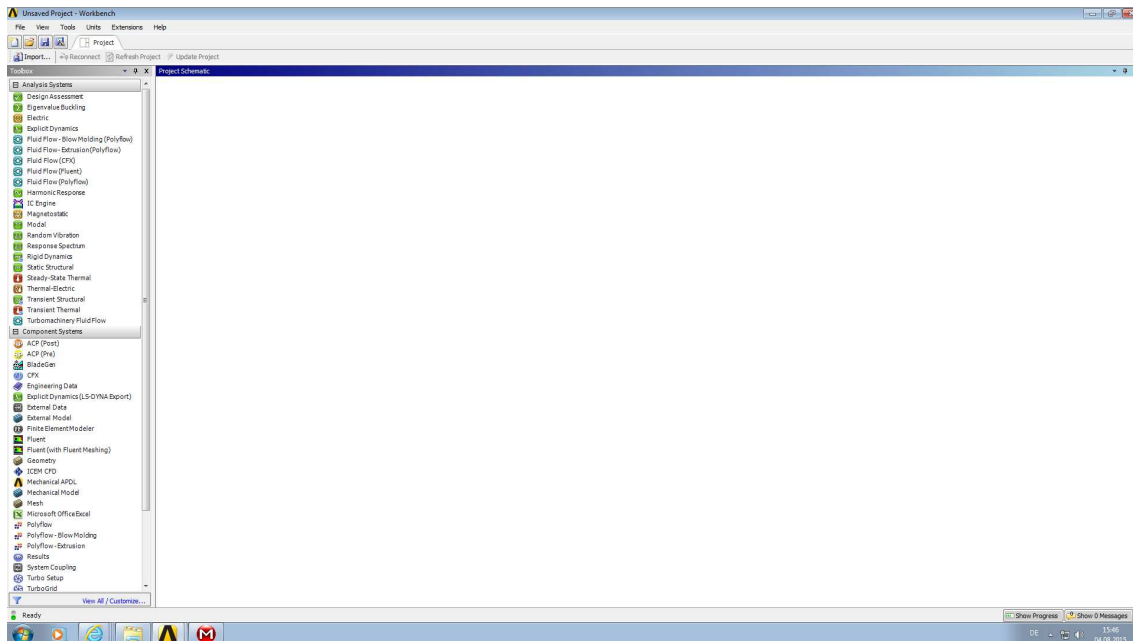 Unsaved Project - Workbench
File View Tools Units Extensions Help
Project
Import... Reconnect Refresh Project Update Project
Toolbox
Project Schematic
Analysis Systems
Design Assessment
Eigenvalue Buckling
Electric
Explicit Dynamics
Fluid Flow - Blow Molding (Polyflow)
Fluid Flow - Extrusion (Polyflow)
Fluid Flow (CFX)
Fluid Flow (Fluent)
Fluid Flow (Polyflow)
Harmonic Response
IC Engine
Magnetostatic
Modal
Random Vibration
Response Spectrum
Rigid Dynamics
Static Structural
Steady-State Thermal
Thermal-Electric
Transient Structural
Transient Thermal
Turbomachinery Fluid Flow
Component Systems
ACP (Post)
ACP (Pre)
BladeGen
CFX
Engineering Data
Explicit Dynamics (LS-DYNA Export)
External Data
External Model
Finite Element Modeler
Fluent
Fluent (with Fluent Meshing)
Geometry
ICEM CFD
Mechanical APDL
Mechanical Model
Mesh
Microsoft Office Excel
Polyflow
Polyflow - Blow Molding
Polyflow - Extrusion
Results
System Coupling
Turbo Setup
TurboGrid
View All / Customize...
Ready
Show Progress
Show 0 Messages
DE
15:46
04.08.2015